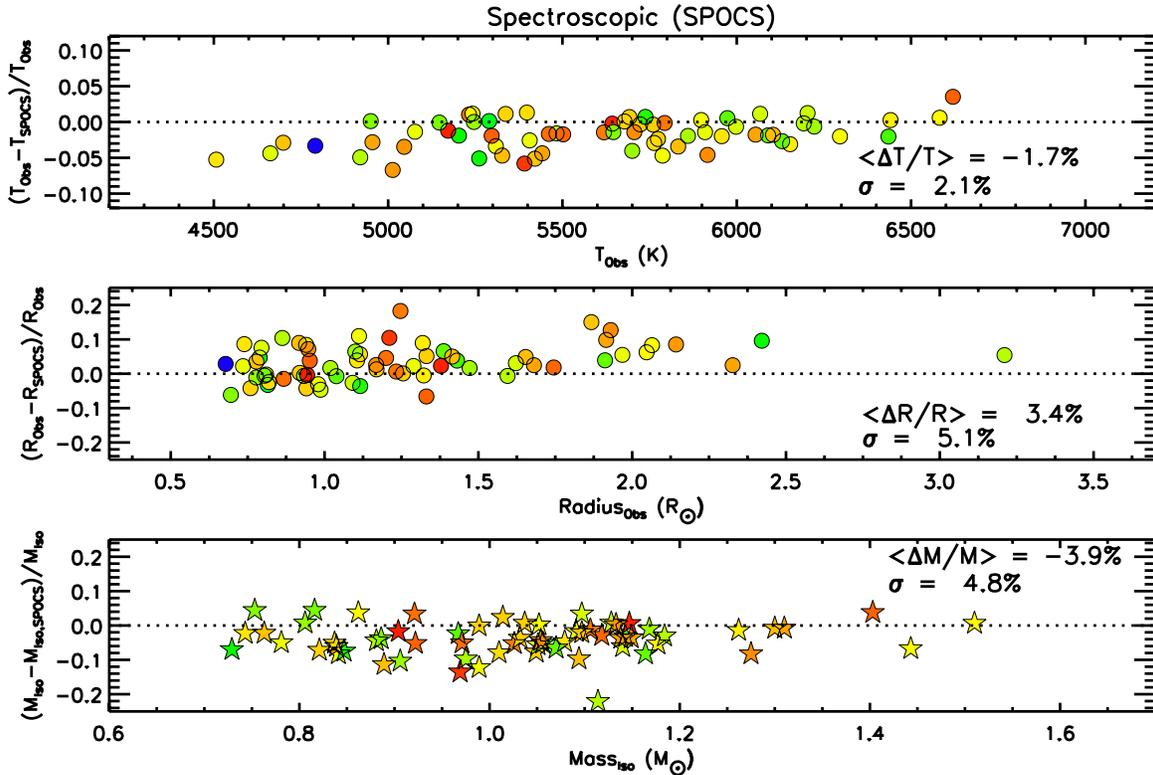 Spectroscopic (SPOCS)
(T_Obs−T_SPOCS)/T_Obs
0.10
0.05
0.00
−0.05
−0.10
<ΔT/T> = −1.7%
σ = 2.1%
4500 5000 5500 6000 6500 7000
T_Obs (K)
(R_Obs−R_SPOCS)/R_Obs
0.2
0.1
0.0
−0.1
−0.2
<ΔR/R> = 3.4%
σ = 5.1%
0.5 1.0 1.5 2.0 2.5 3.0 3.5
Radius_Obs (R_⊙)
(M_Iso−M_Iso,SPOCS)/M_Iso
0.2
0.1
0.0
−0.1
−0.2
<ΔM/M> = −3.9%
σ = 4.8%
0.6 0.8 1.0 1.2 1.4 1.6
Mass_Iso (M_⊙)